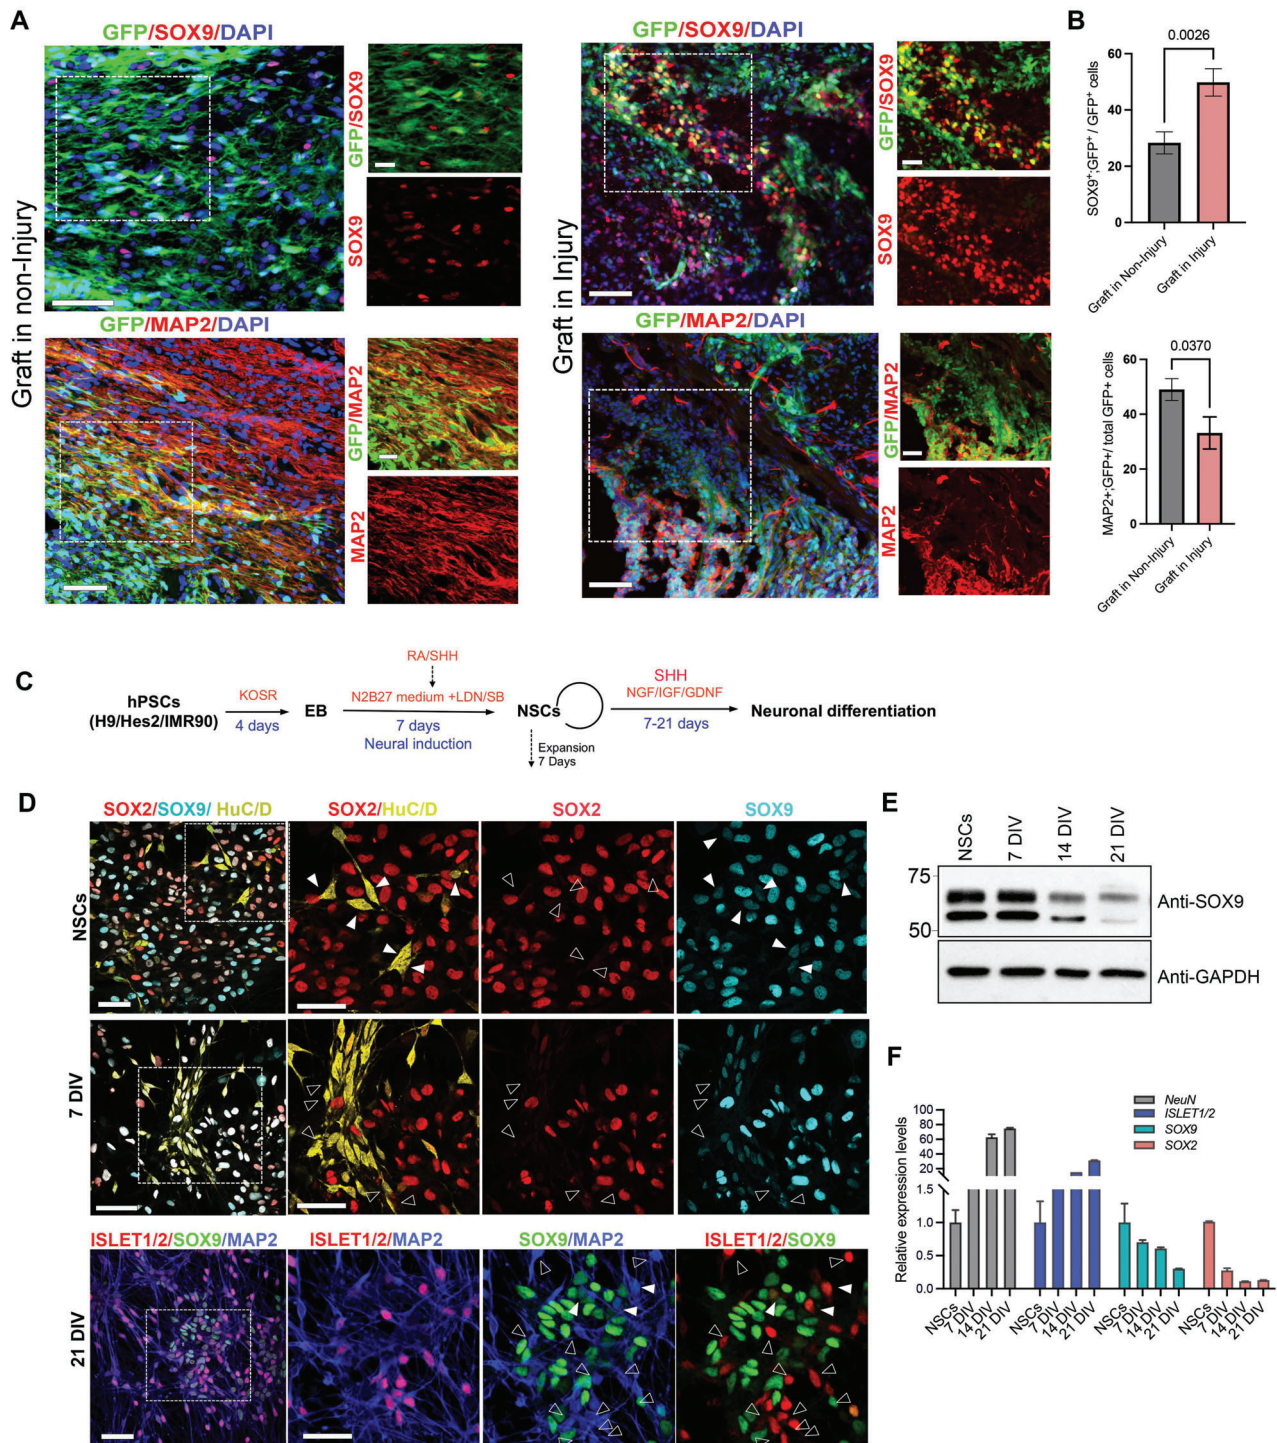 A
GFP/SOX9/DAPI
GFP/SOX9
SOX9
Graft in non-Injury
GFP/MAP2/DAPI
GFP/MAP2
MAP2
GFP/SOX9/DAPI
GFP/SOX9
SOX9
Graft in Injury
GFP/MAP2/DAPI
GFP/MAP2
MAP2
B
0.0026
60
40
20
0
SOX9+;GFP+ / GFP+ cells
Graft in Non-Injury
Graft in Injury
0.0370
60
40
20
0
MAP2+;GFP+/ total GFP+ cells
Graft in Non-Injury
Graft in Injury
C
hPSCs
(H9/Hes2/IMR90)
KOSR
4 days
EB
RA/SHH
N2B27 medium +LDN/SB
7 days
Neural induction
NSCs
Expansion
7 Days
SHH
NGF/IGF/GDNF
7-21 days
Neuronal differentiation
D
SOX2/SOX9/ HuC/D
SOX2/HuC/D
SOX2
SOX9
NSCs
7 DIV
ISLET1/2/SOX9/MAP2
ISLET1/2/MAP2
SOX9/MAP2
ISLET1/2/SOX9
21 DIV
E
NSCs
7 DIV
14 DIV
21 DIV
75
50
Anti-SOX9
Anti-GAPDH
F
NeuN
ISLET1/2
SOX9
SOX2
Relative expression levels
100
80
60
40
20
1.5
1.0
0.5
0.0
NSCs
7 DIV
14 DIV
21 DIV
NSCs
7 DIV
14 DIV
21 DIV
NSCs
7 DIV
14 DIV
21 DIV
NSCs
7 DIV
14 DIV
21 DIV